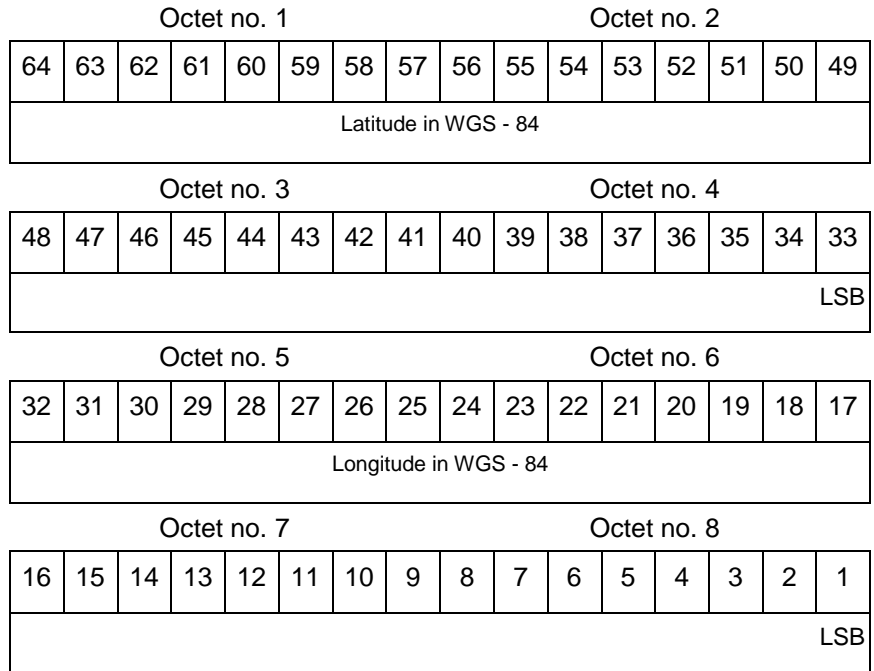 Octet no. 1 Octet no. 2
64 63 62 61 60 59 58 57 56 55 54 53 52 51 50 49
Latitude in WGS - 84
Octet no. 3 Octet no. 4
48 47 46 45 44 43 42 41 40 39 38 37 36 35 34 33
LSB
Octet no. 5 Octet no. 6
32 31 30 29 28 27 26 25 24 23 22 21 20 19 18 17
Longitude in WGS - 84
Octet no. 7 Octet no. 8
16 15 14 13 12 11 10 9 8 7 6 5 4 3 2 1
LSB